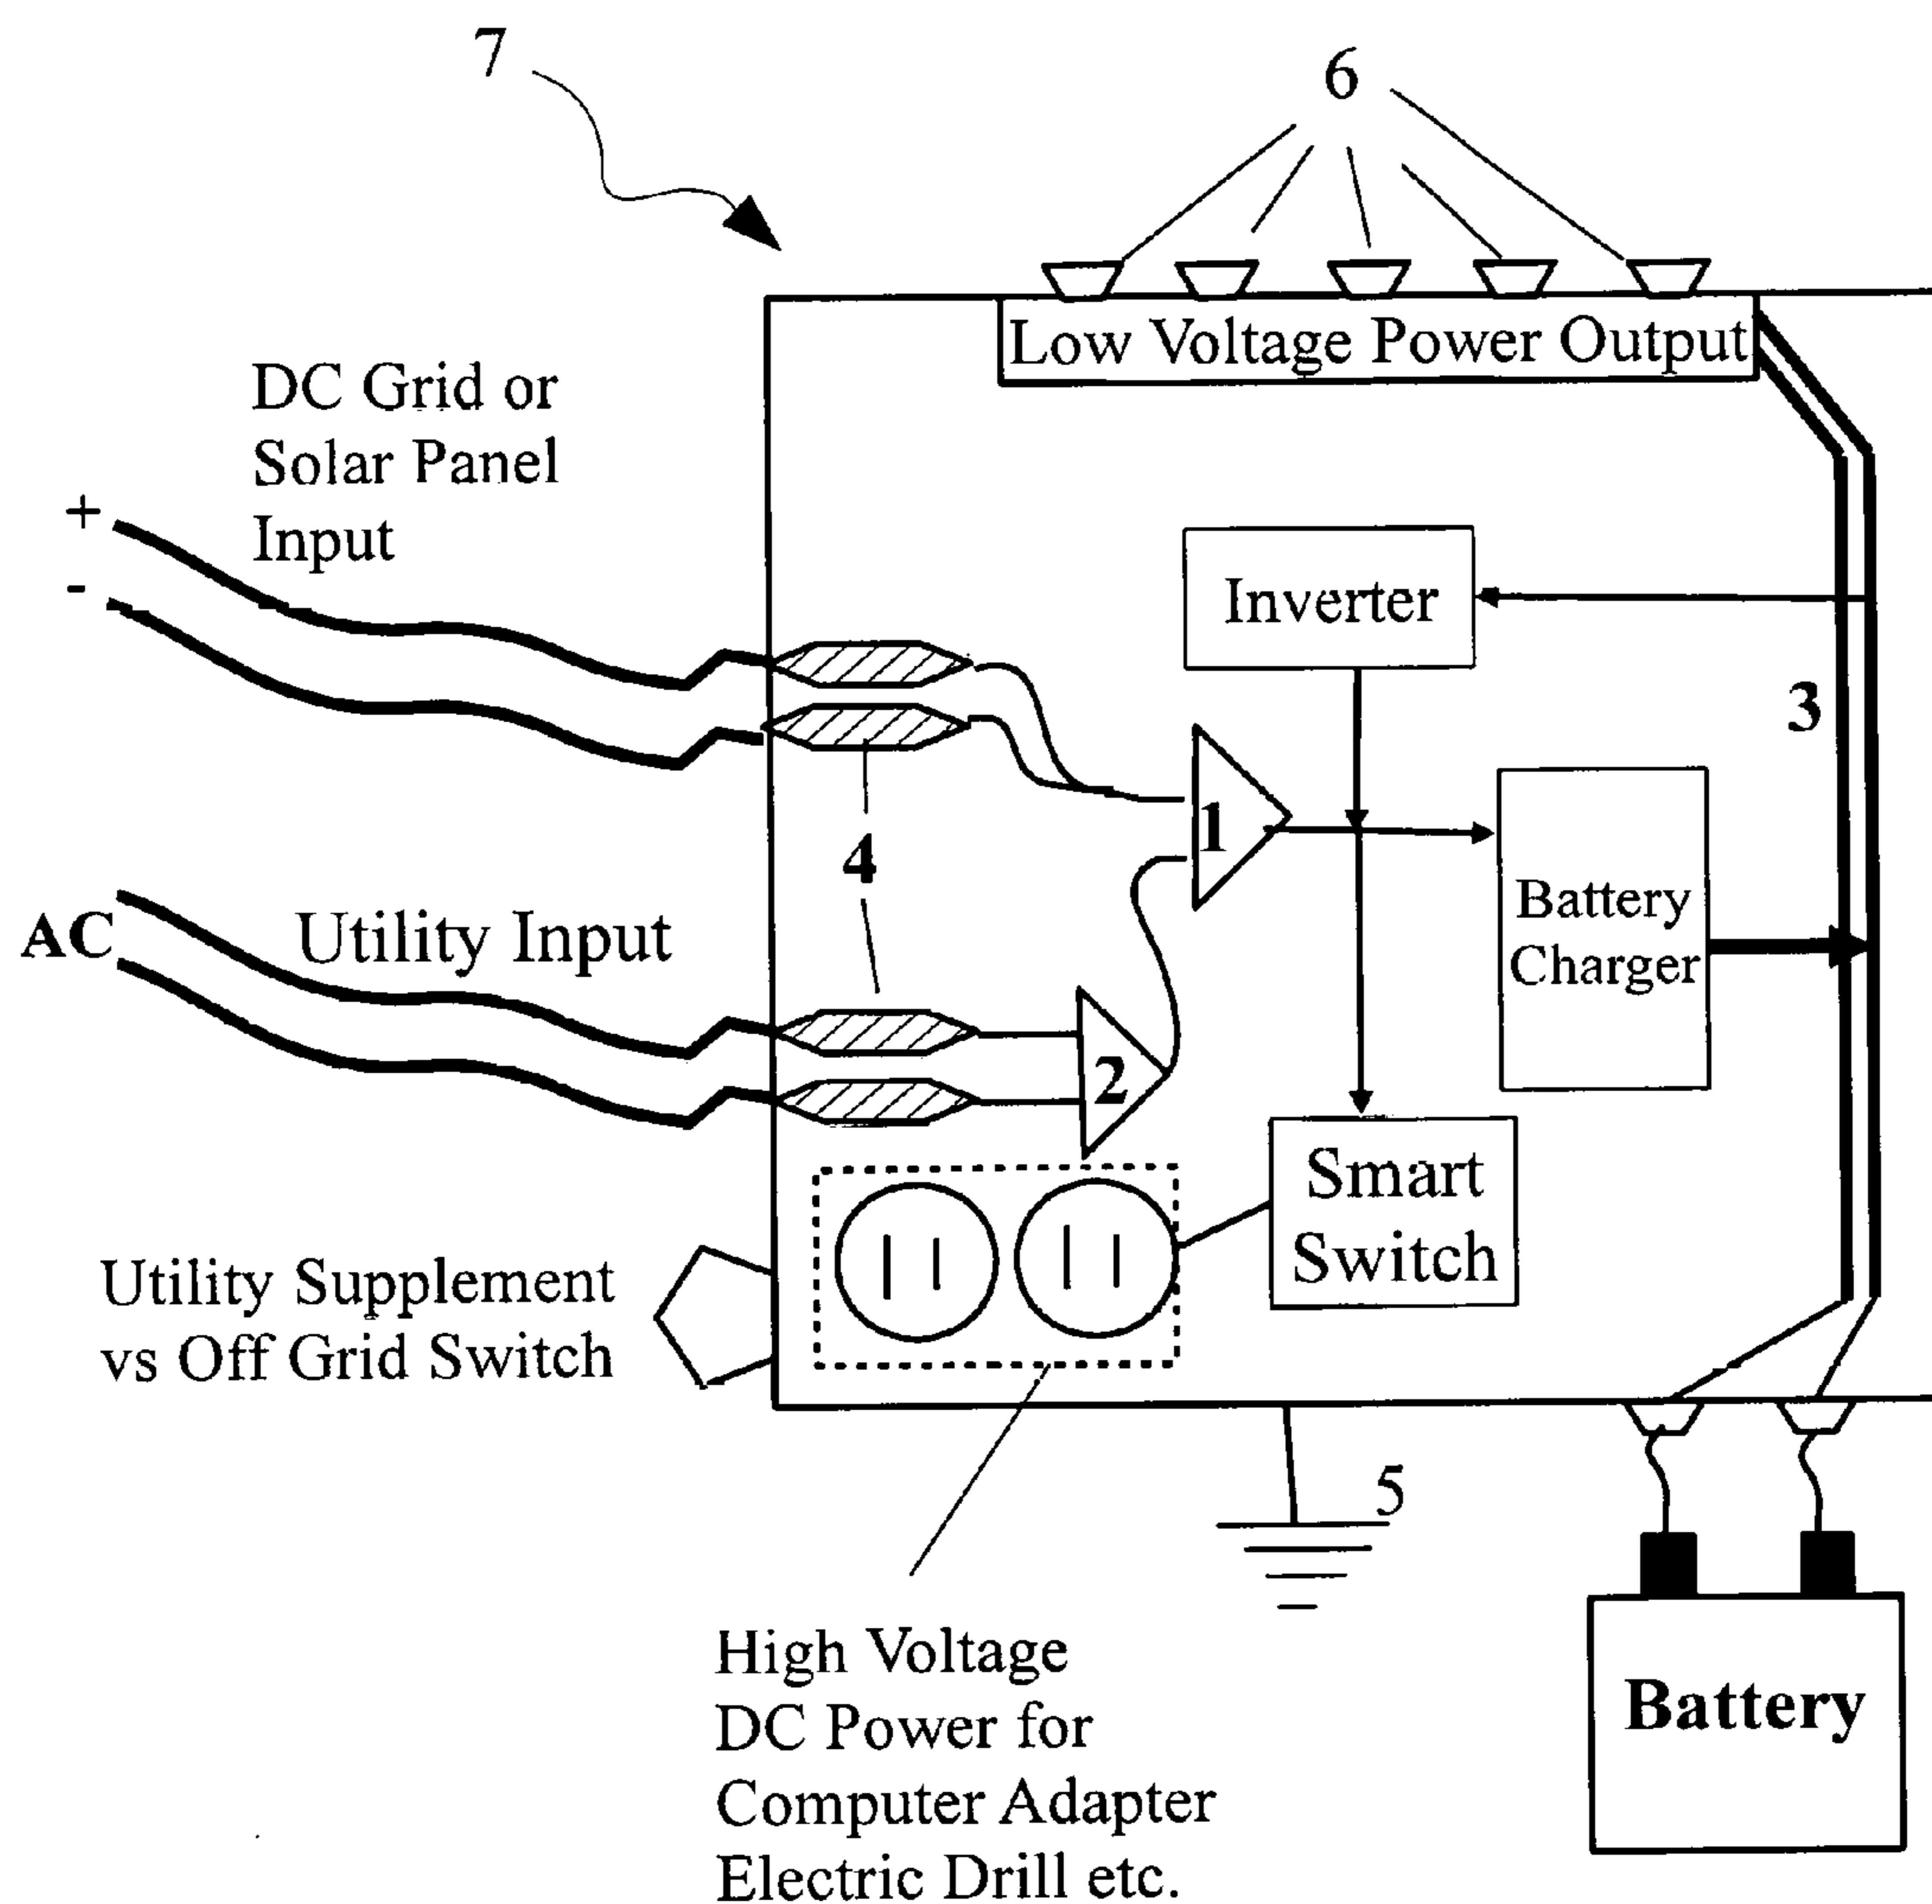 7
6
Low Voltage Power Output
DC Grid or
Solar Panel
Input
+
-
Inverter
3
1
4
Battery
Charger
AC
Utility Input
2
Smart
Switch
Utility Supplement
vs Off Grid Switch
5
High Voltage
DC Power for
Computer Adapter
Electric Drill etc.
Battery